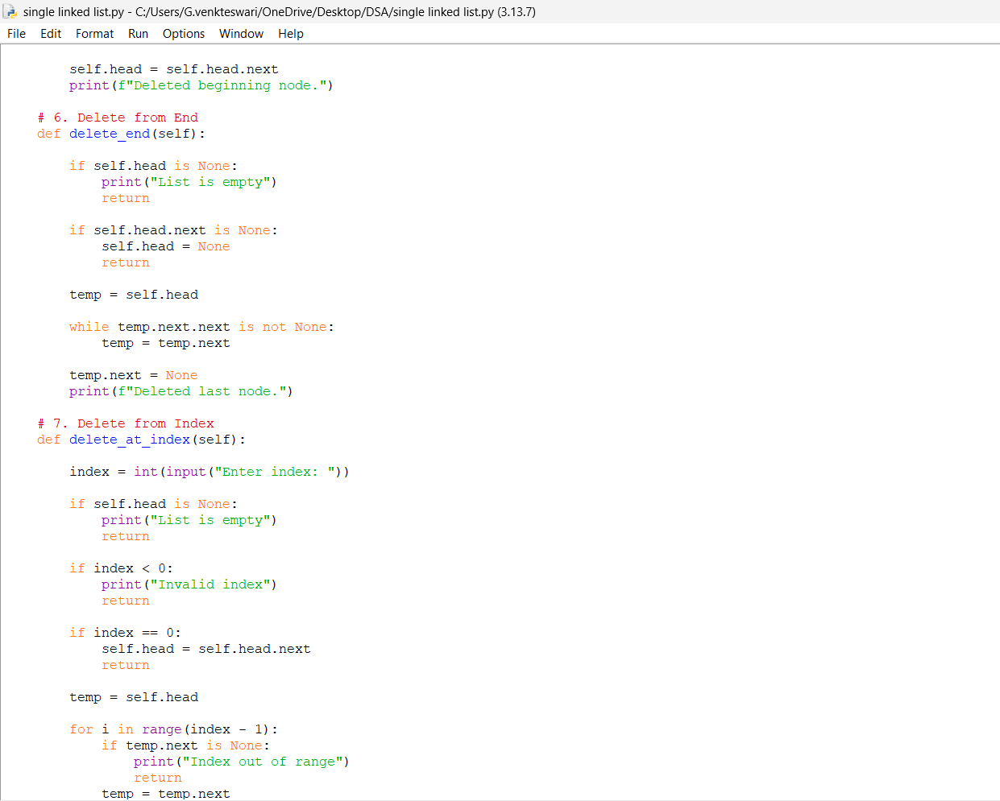 single linked list.py - C:/Users/G.venkteswari/OneDrive/Desktop/DSA/single linked list.py (3.13.7)
File Edit Format Run Options Window Help
        self.head = self.head.next
        print(f"Deleted beginning node.")

    # 6. Delete from End
    def delete_end(self):

        if self.head is None:
            print("List is empty")
            return

        if self.head.next is None:
            self.head = None
            return

        temp = self.head

        while temp.next.next is not None:
            temp = temp.next

        temp.next = None
        print(f"Deleted last node.")

    # 7. Delete from Index
    def delete_at_index(self):

        index = int(input("Enter index: "))

        if self.head is None:
            print("List is empty")
            return

        if index < 0:
            print("Invalid index")
            return

        if index == 0:
            self.head = self.head.next
            return

        temp = self.head

        for i in range(index - 1):
            if temp.next is None:
                print("Index out of range")
                return
            temp = temp.next